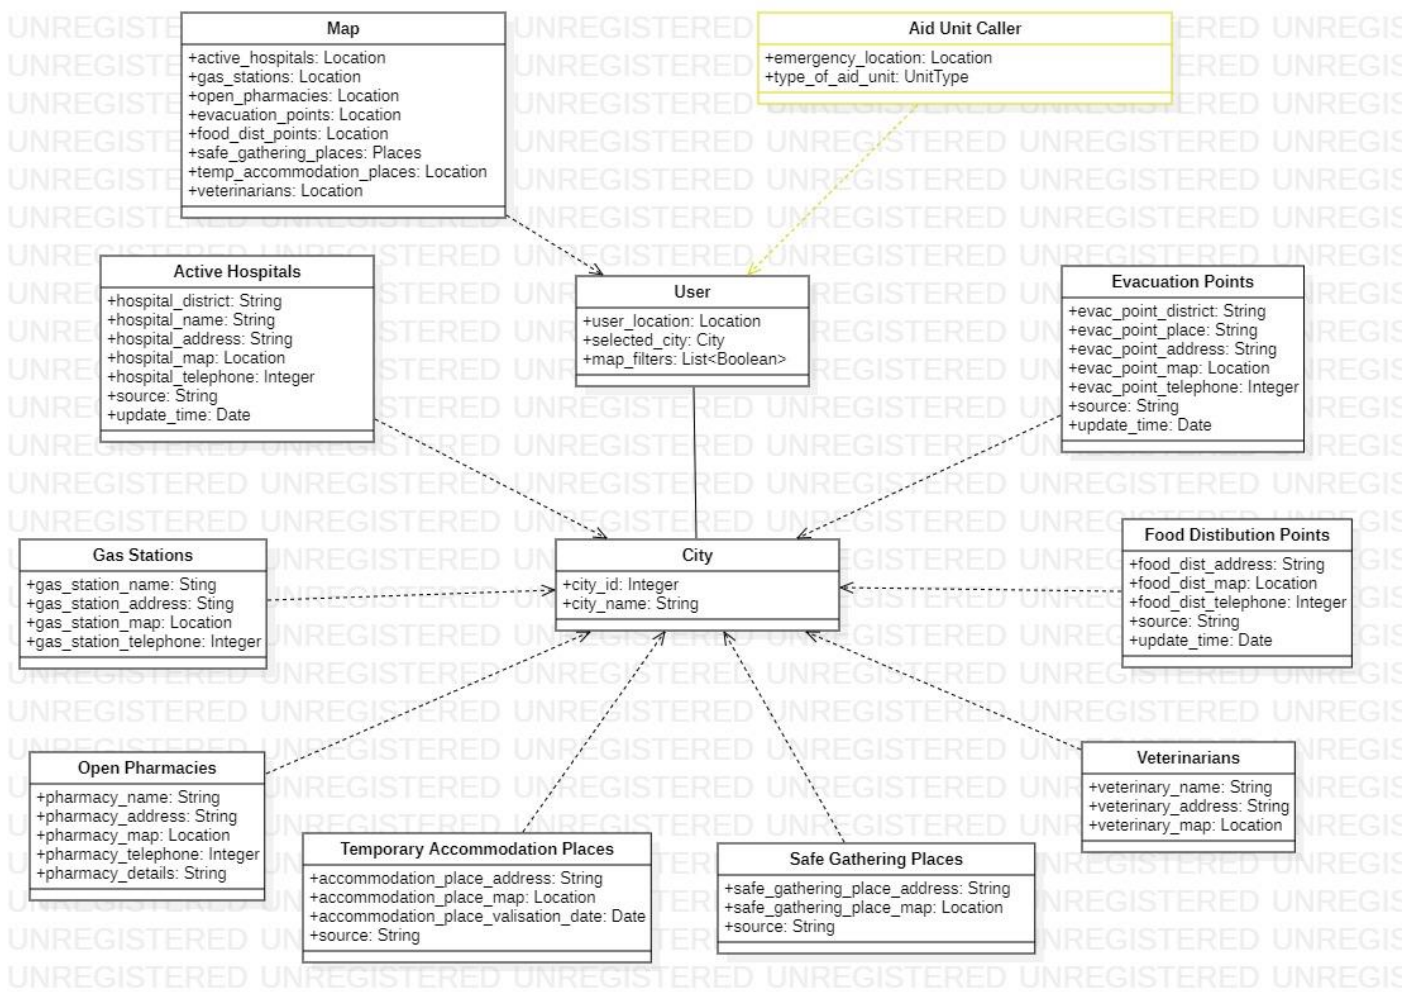 Map
+active_hospitals: Location
+gas_stations: Location
+open_pharmacies: Location
+evacuation_points: Location
+food_dist_points: Location
+safe_gathering_places: Places
+temp_accommodation_places: Location
+veterinarians: Location
Aid Unit Caller
+emergency_location: Location
+type_of_aid_unit: UnitType
Active Hospitals
+hospital_district: String
+hospital_name: String
+hospital_address: String
+hospital_map: Location
+hospital_telephone: Integer
+source: String
+update_time: Date
User
+user_location: Location
+selected_city: City
+map_filters: List<Boolean>
Evacuation Points
+evac_point_district: String
+evac_point_place: String
+evac_point_address: String
+evac_point_map: Location
+evac_point_telephone: Integer
+source: String
+update_time: Date
Gas Stations
+gas_station_name: Sting
+gas_station_address: Sting
+gas_station_map: Location
+gas_station_telephone: Integer
City
+city_id: Integer
+city_name: String
Food Distibution Points
+food_dist_address: String
+food_dist_map: Location
+food_dist_telephone: Integer
+source: String
+update_time: Date
Open Pharmacies
+pharmacy_name: String
+pharmacy_address: String
+pharmacy_map: Location
+pharmacy_telephone: Integer
+pharmacy_details: String
Temporary Accommodation Places
+accommodation_place_address: String
+accommodation_place_map: Location
+accommodation_place_valisation_date: Date
+source: String
Safe Gathering Places
+safe_gathering_place_address: String
+safe_gathering_place_map: Location
+source: String
Veterinarians
+veterinary_name: String
+veterinary_address: String
+veterinary_map: Location
UNREGISTERED